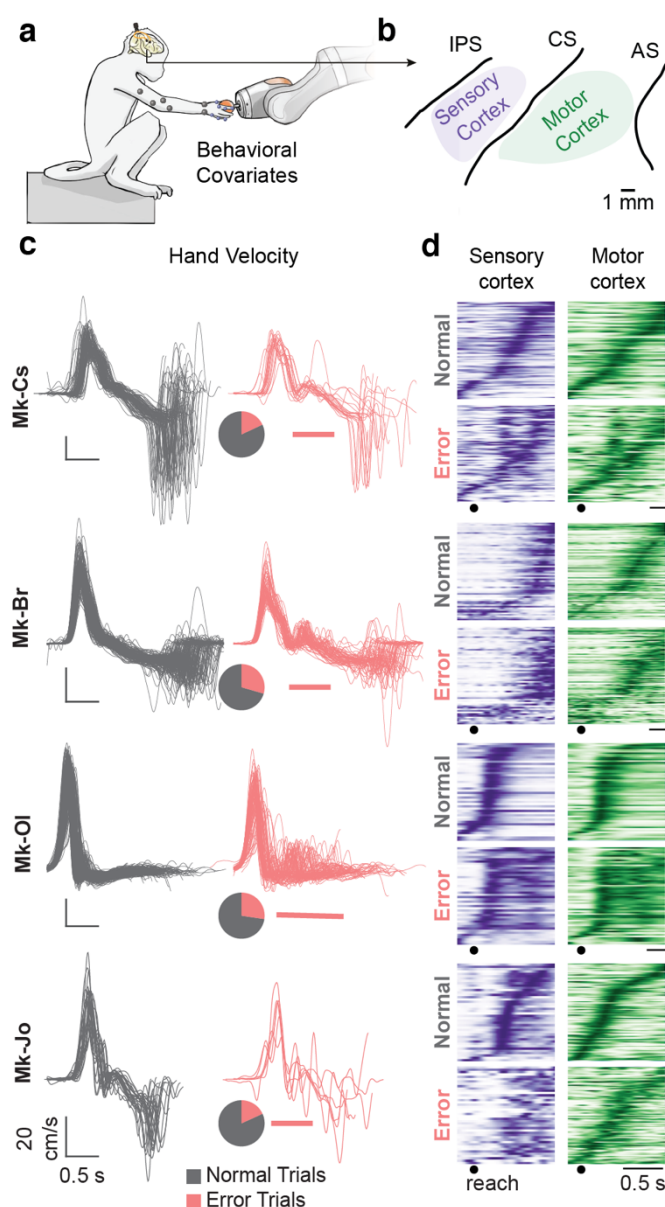 a
Behavioral
Covariates
b
IPS
CS
AS
Sensory
Cortex
Motor
Cortex
1 mm
c
Hand Velocity
Mk-Cs
Mk-Br
Mk-Ol
Mk-Jo
20
cm/s
0.5 s
Normal Trials
Error Trials
d
Sensory
cortex
Motor
cortex
Normal
Error
Normal
Error
Normal
Error
Normal
Error
reach
0.5 s